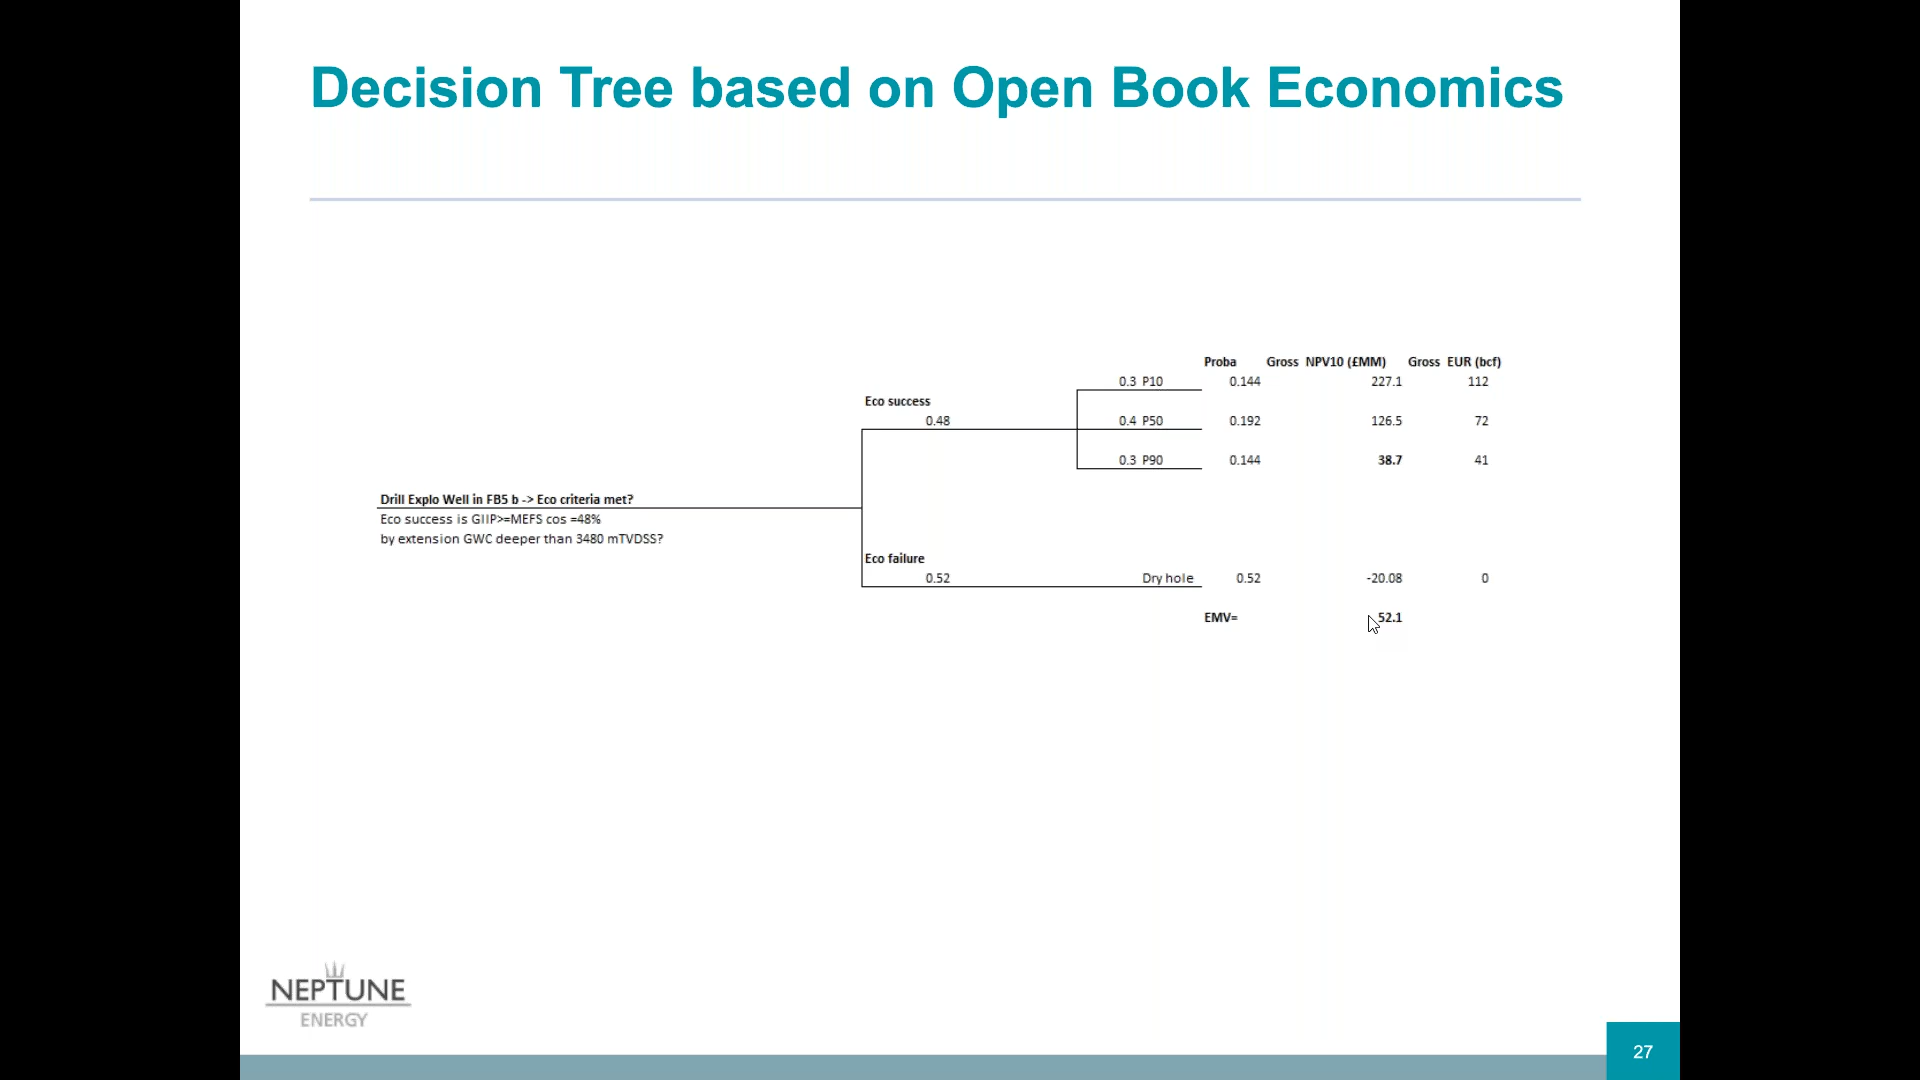 Decision Tree based on Open Book Economics
Proba Gross NPV10 (£MM) Gross EUR (bcf)
0.3 P10 0.144 227.1 112
Eco success
0.48 0.4 P50 0.192 126.5 72
0.3 P90 0.144 38.7 41
Drill Explo Well in FB5 b -> Eco criteria met?
Eco success is GIIP>=MEFS cos =48%
by extension GWC deeper than 3480 mTVDSS?
Eco failure
0.52 Dry hole 0.52 -20.08 0
EMV= 52.1
NEPTUNE
ENERGY
27